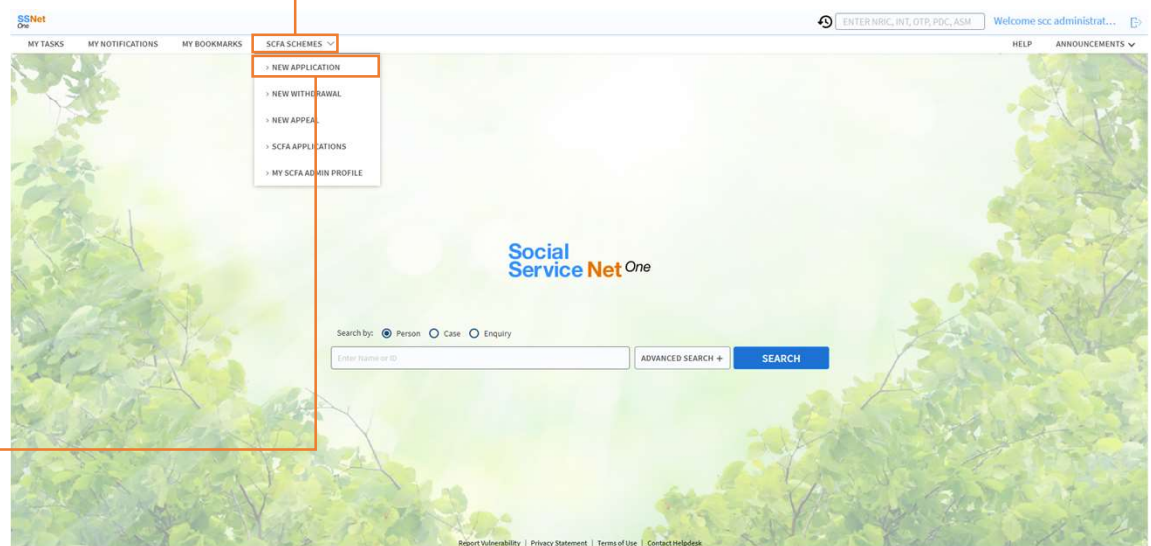 SSNet
One
ENTER NRIC, INT, OTP, PDC, ASM
Welcome scc administrat...
MY TASKS MY NOTIFICATIONS MY BOOKMARKS SCFA SCHEMES HELP ANNOUNCEMENTS
> NEW APPLICATION
> NEW WITHDRAWAL
> NEW APPEAL
> SCFA APPLICATIONS
> MY SCFA ADMIN PROFILE
Social
Service Net One
Search by: Person Case Enquiry
Enter Name or ID ADVANCED SEARCH + SEARCH
Report Vulnerability | Privacy Statement | Terms of Use | Contact Helpdesk